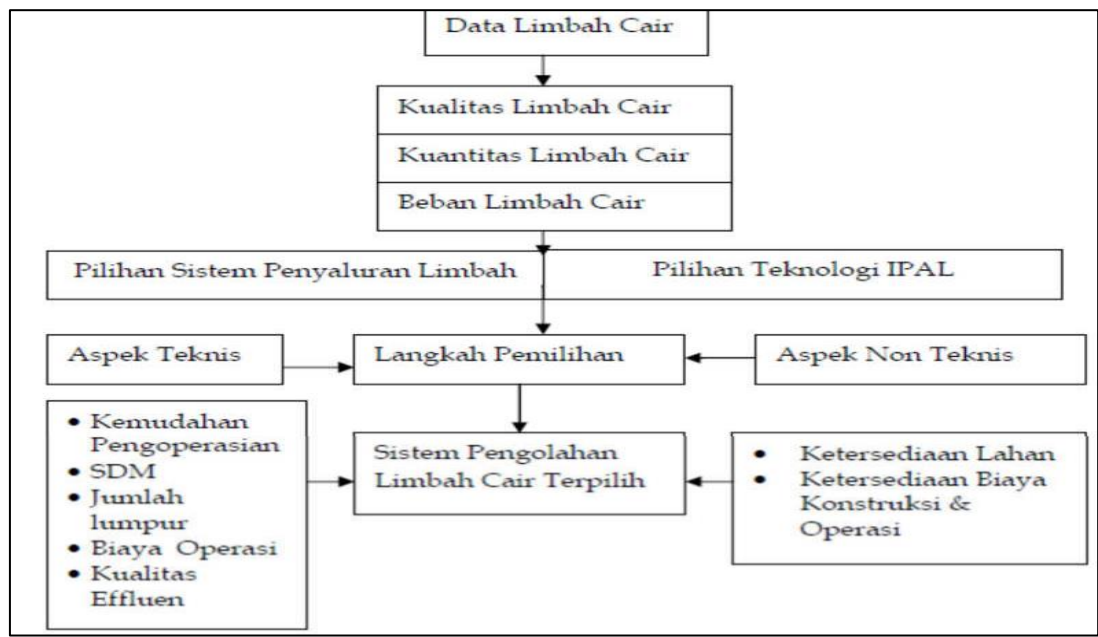 Data Limbah Cair
Kualitas Limbah Cair
Kuantitas Limbah Cair
Beban Limbah Cair
Pilihan Sistem Penyaluran Limbah
Pilihan Teknologi IPAL
Aspek Teknis
Langkah Pemilihan
Aspek Non Teknis
• Kemudahan
Pengoperasian
• SDM
• Jumlah
lumpur
• Biaya Operasi
• Kualitas
Effluen
Sistem Pengolahan
Limbah Cair Terpilih
• Ketersediaan Lahan
• Ketersediaan Biaya
Konstruksi &
Operasi